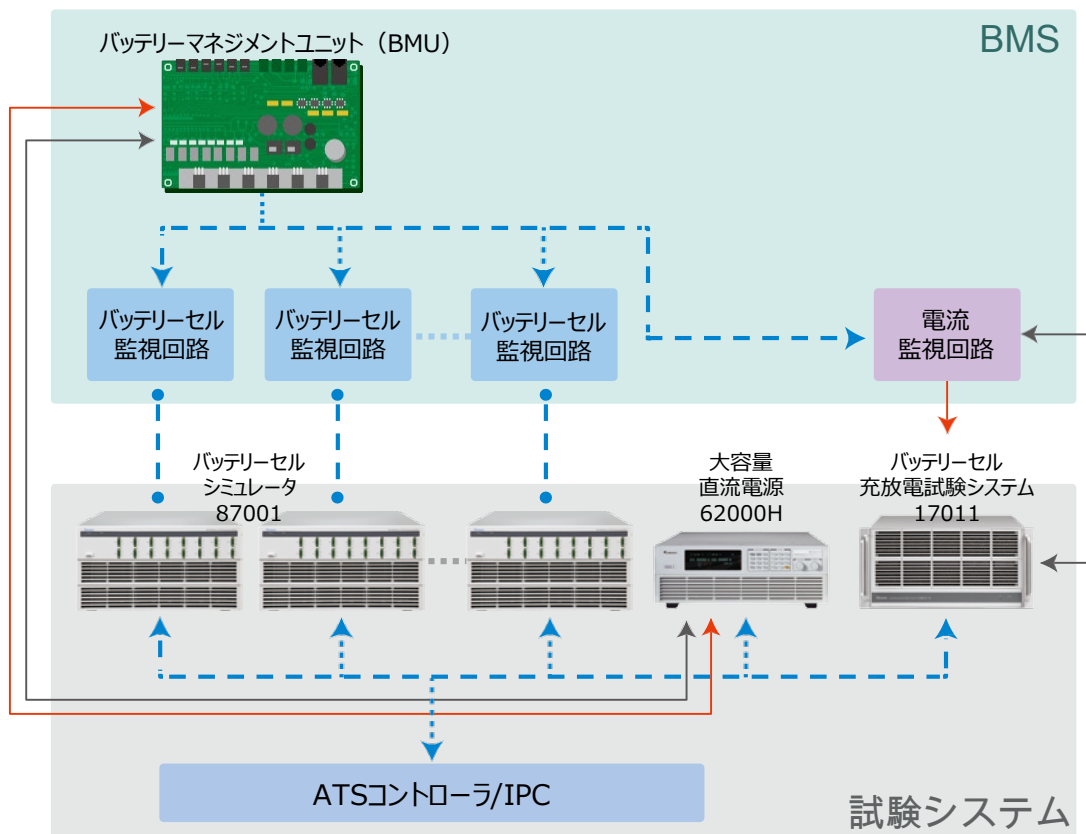 BMS
バッテリーマネジメントユニット（BMU）
バッテリーセル
監視回路
バッテリーセル
監視回路
バッテリーセル
監視回路
電流
監視回路
バッテリーセル
シミュレータ
87001
大容量
直流電源
62000H
バッテリーセル
充放電試験システム
17011
ATSコントローラ/IPC
試験システム